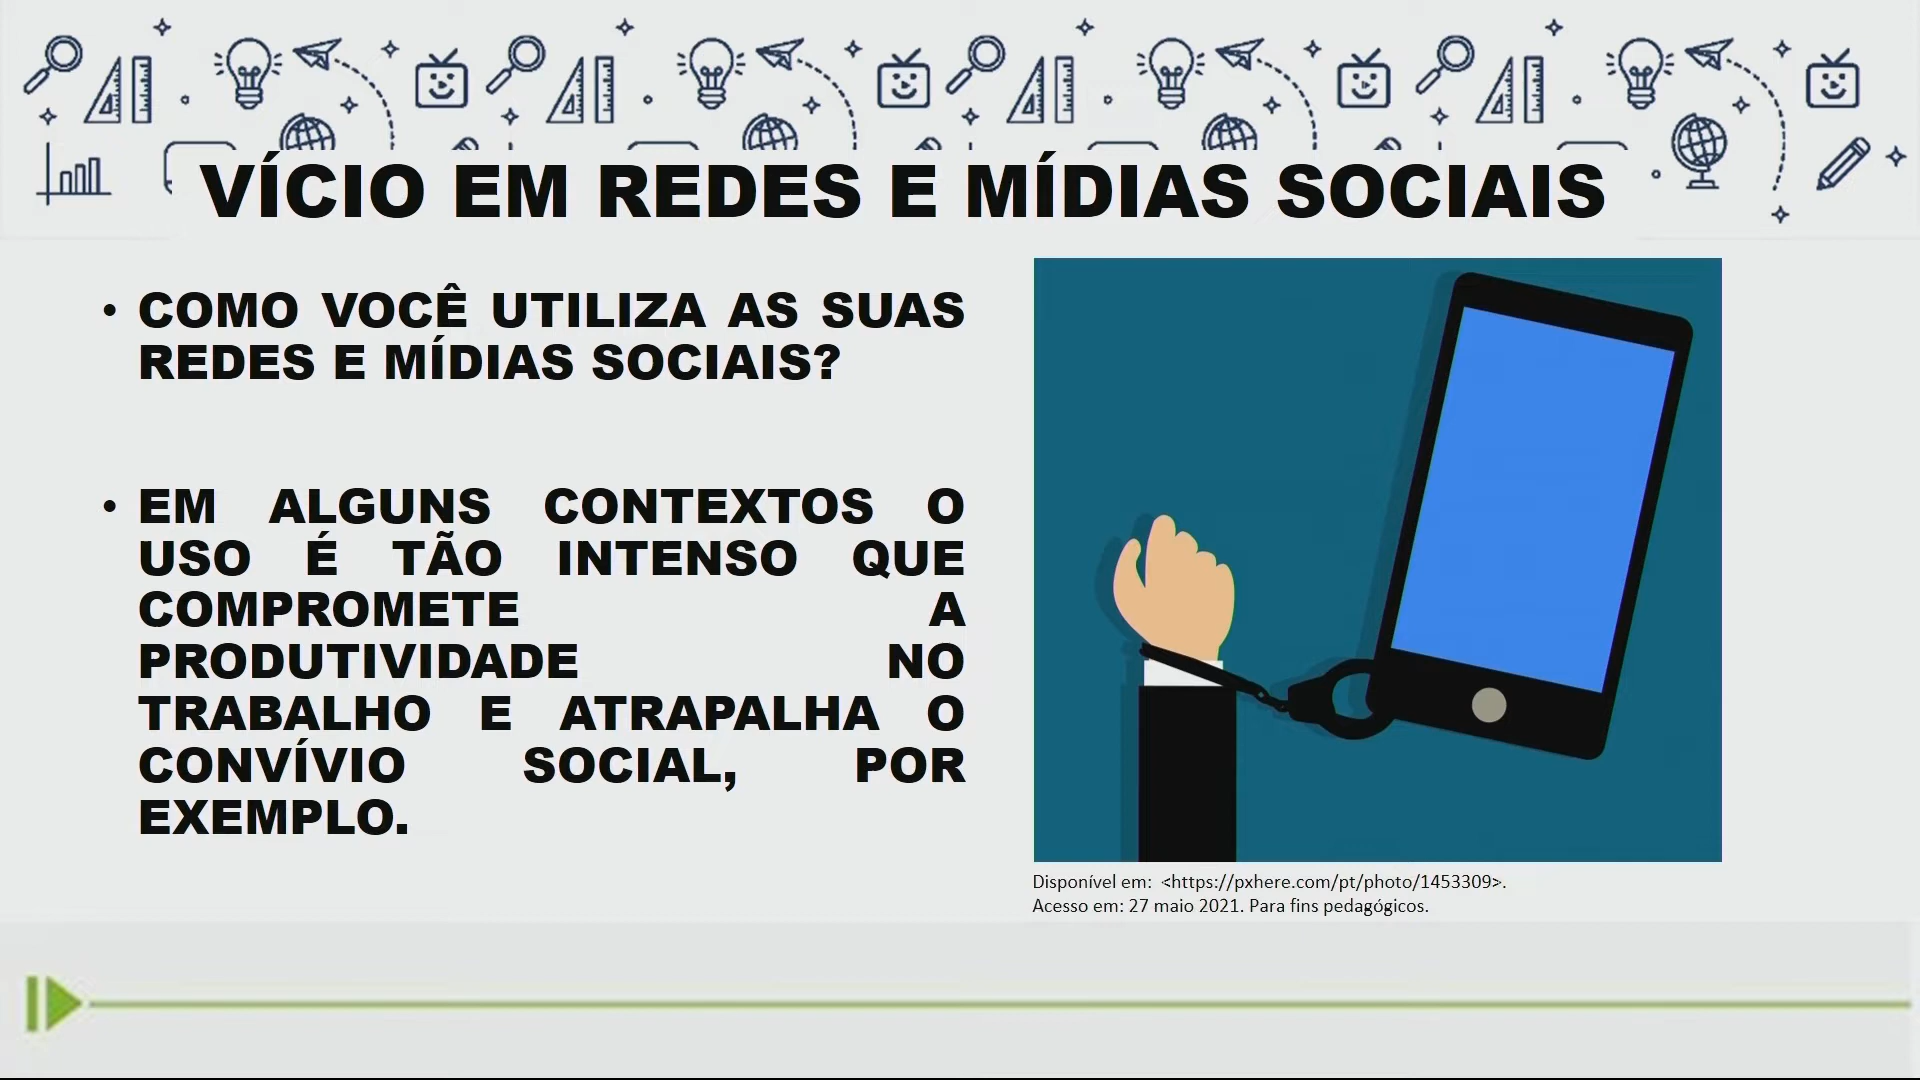 VÍCIO EM REDES E MÍDIAS SOCIAIS
• COMO VOCÊ UTILIZA AS SUAS
REDES E MÍDIAS SOCIAIS?
• EM ALGUNS CONTEXTOS O
USO É TÃO INTENSO QUE
COMPROMETE A
PRODUTIVIDADE NO
TRABALHO E ATRAPALHA O
CONVÍVIO SOCIAL, POR
EXEMPLO.
Disponível em: <https://pxhere.com/pt/photo/1453309>.
Acesso em: 27 maio 2021. Para fins pedagógicos.